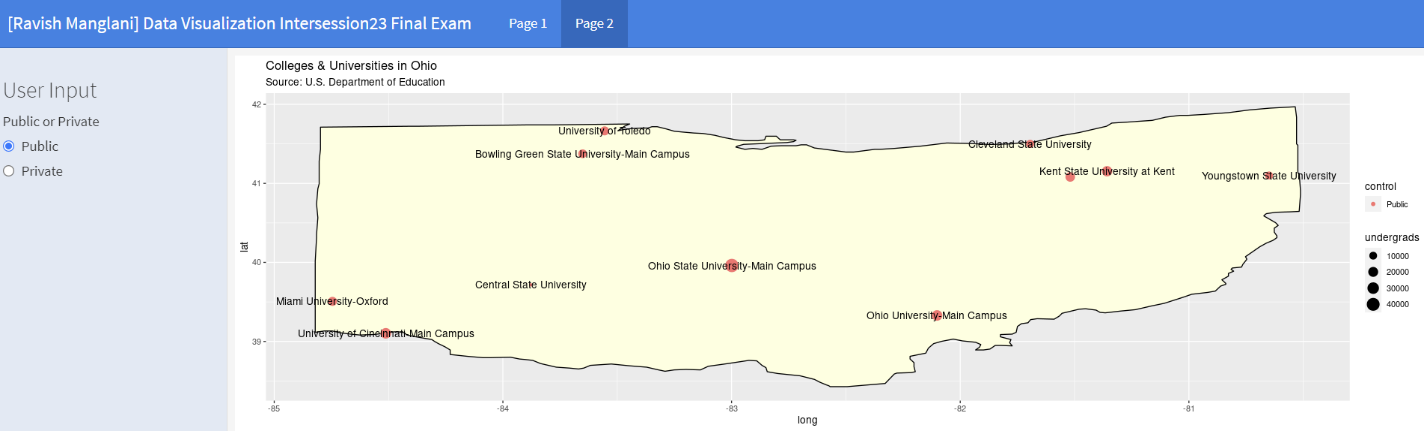 [Ravish Manglani] Data Visualization Intersession23 Final Exam
Page 1
Page 2
User Input
Public or Private
Public
Private
Colleges & Universities in Ohio
Source: U.S. Department of Education
42
41
40
39
lat
University of Toledo
Bowling Green State University-Main Campus
Cleveland State University
Kent State University at Kent
Youngstown State University
Ohio State University-Main Campus
Central State University
Miami University-Oxford
Ohio University-Main Campus
University of Cincinnati-Main Campus
-85
-84
-83
-82
-81
long
control
Public
undergrads
10000
20000
30000
40000